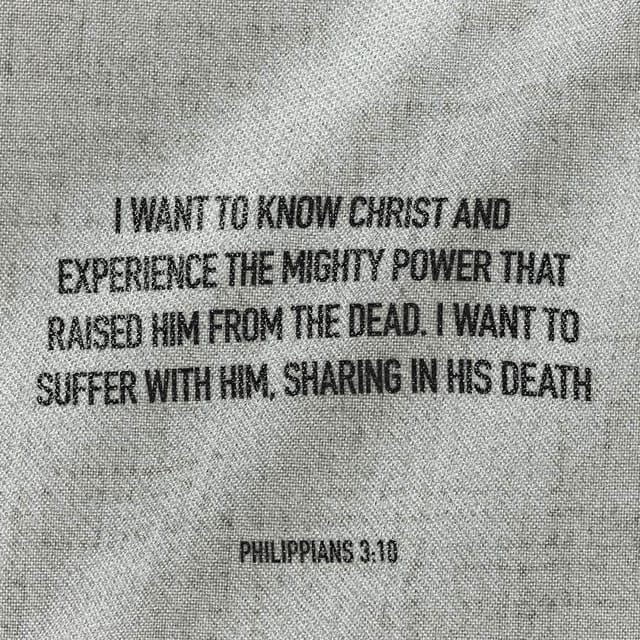 I WANT TO KNOW CHRIST AND
EXPERIENCE THE MIGHTY POWER THAT
RAISED HIM FROM THE DEAD. I WANT TO
SUFFER WITH HIM, SHARING IN HIS DEATH
PHILIPPIANS 3:10